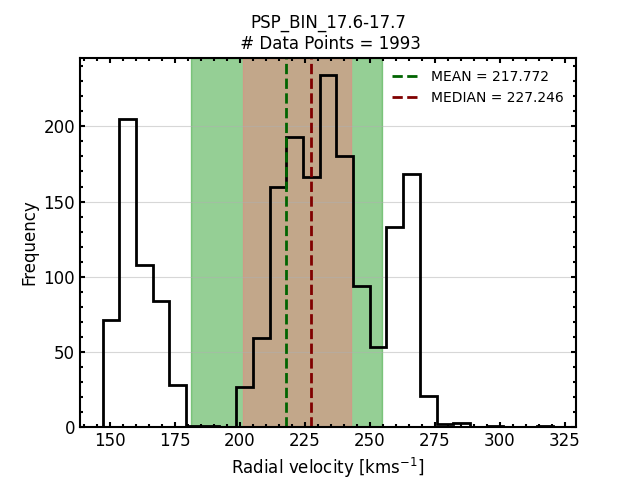 PSP_BIN_17.6-17.7
# Data Points = 1993
MEAN = 217.772
MEDIAN = 227.246
Frequency
200
150
100
50
0
150 175 200 225 250 275 300 325
Radial velocity [kms⁻¹]